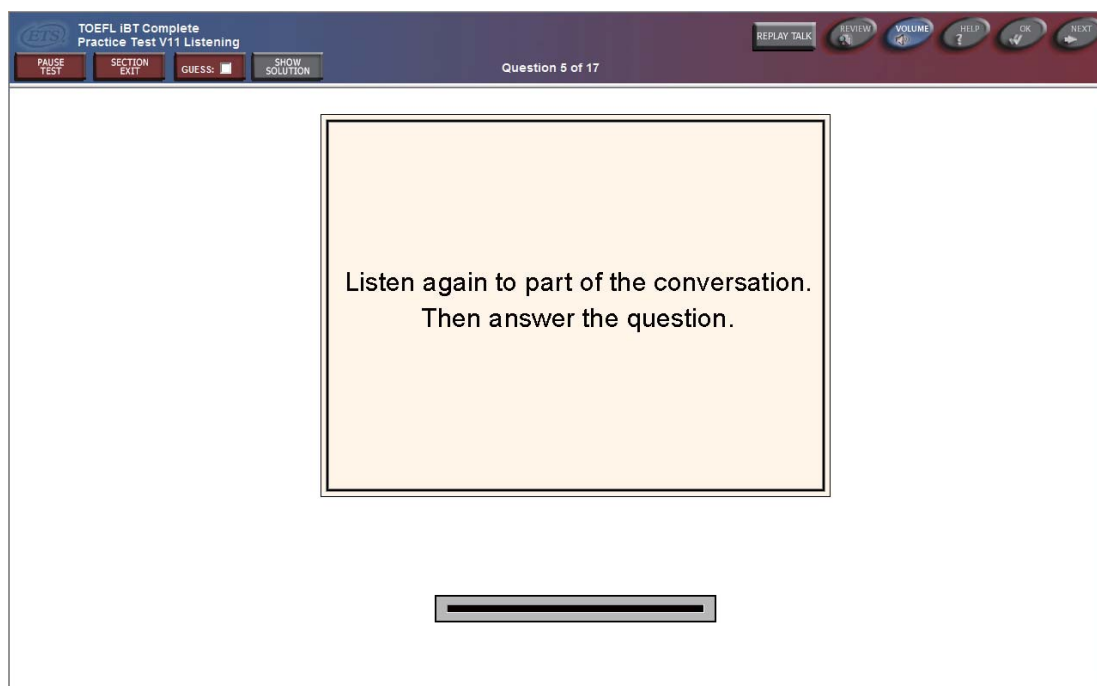 ETS
TOEFL iBT Complete
Practice Test V11 Listening
REPLAY TALK
REVIEW
VOLUME
HELP
?
OK
NEXT
PAUSE
TEST
SECTION
EXIT
GUESS:
SHOW
SOLUTION
Question 5 of 17
Listen again to part of the conversation.
Then answer the question.